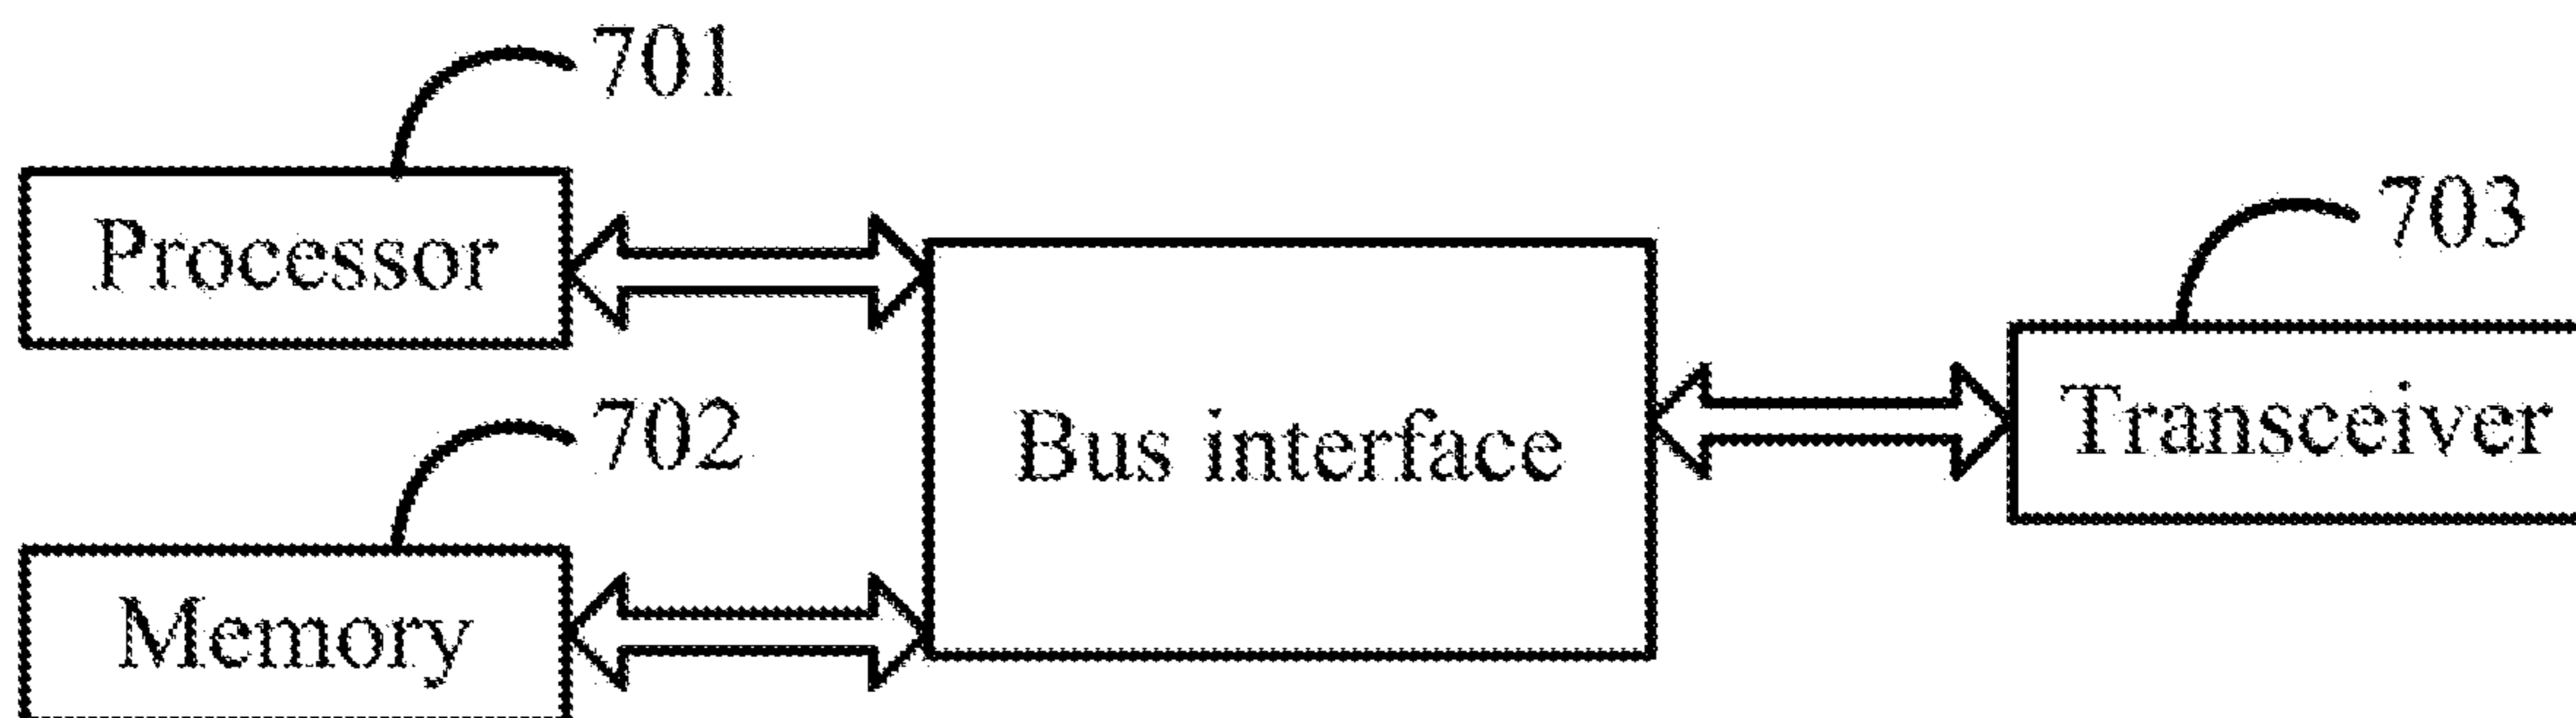 701
Processor
703
Bus interface
Transceiver
702
Memory